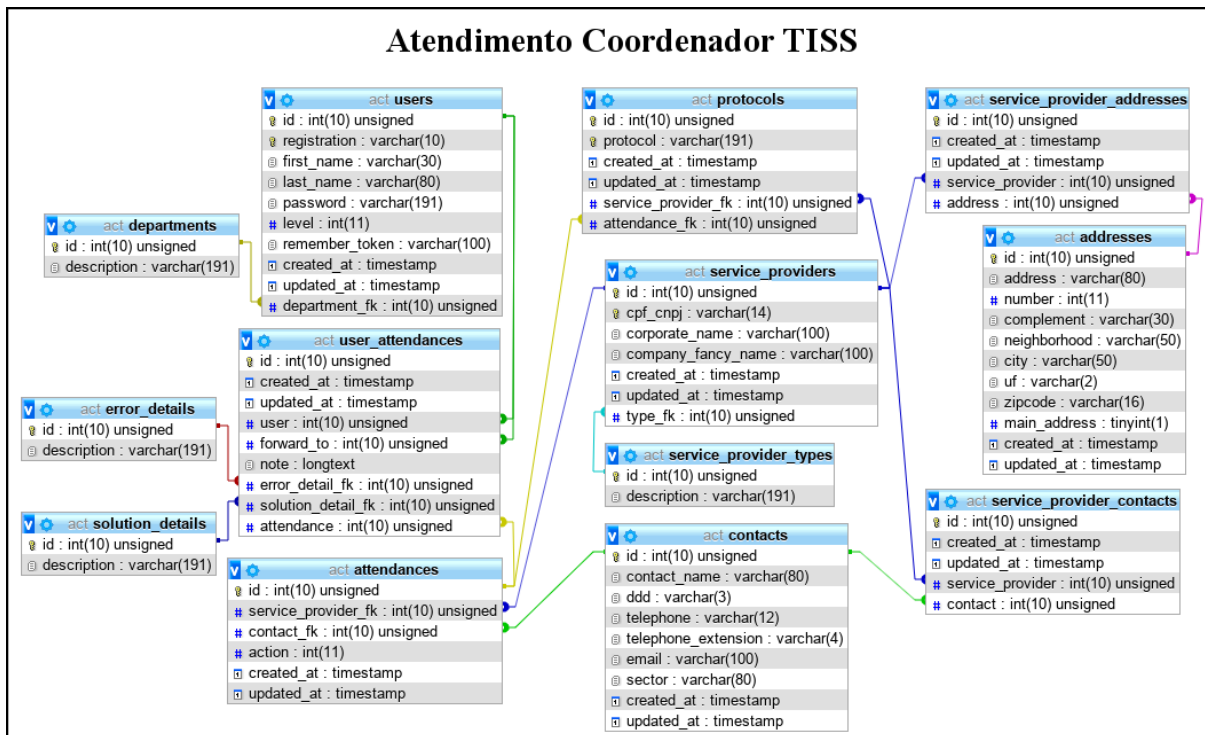 Atendimento Coordenador TISS
act users
id : int(10) unsigned
registration : varchar(10)
first_name : varchar(30)
last_name : varchar(80)
password : varchar(191)
level : int(11)
remember_token : varchar(100)
created_at : timestamp
updated_at : timestamp
department_fk : int(10) unsigned
act departments
id : int(10) unsigned
description : varchar(191)
act user_attendances
id : int(10) unsigned
created_at : timestamp
updated_at : timestamp
user : int(10) unsigned
forward_to : int(10) unsigned
note : longtext
error_detail_fk : int(10) unsigned
solution_detail_fk : int(10) unsigned
attendance : int(10) unsigned
act error_details
id : int(10) unsigned
description : varchar(191)
act solution_details
id : int(10) unsigned
description : varchar(191)
act attendances
id : int(10) unsigned
service_provider_fk : int(10) unsigned
contact_fk : int(10) unsigned
action : int(11)
created_at : timestamp
updated_at : timestamp
act protocols
id : int(10) unsigned
protocol : varchar(191)
created_at : timestamp
updated_at : timestamp
service_provider_fk : int(10) unsigned
attendance_fk : int(10) unsigned
act service_providers
id : int(10) unsigned
cpf_cnpj : varchar(14)
corporate_name : varchar(100)
company_fancy_name : varchar(100)
created_at : timestamp
updated_at : timestamp
type_fk : int(10) unsigned
act service_provider_types
id : int(10) unsigned
description : varchar(191)
act contacts
id : int(10) unsigned
contact_name : varchar(80)
ddd : varchar(3)
telephone : varchar(12)
telephone_extension : varchar(4)
email : varchar(100)
sector : varchar(80)
created_at : timestamp
updated_at : timestamp
act service_provider_addresses
id : int(10) unsigned
created_at : timestamp
updated_at : timestamp
service_provider : int(10) unsigned
address : int(10) unsigned
act addresses
id : int(10) unsigned
address : varchar(80)
number : int(11)
complement : varchar(30)
neighborhood : varchar(50)
city : varchar(50)
uf : varchar(2)
zipcode : varchar(16)
main_address : tinyint(1)
created_at : timestamp
updated_at : timestamp
act service_provider_contacts
id : int(10) unsigned
created_at : timestamp
updated_at : timestamp
service_provider : int(10) unsigned
contact : int(10) unsigned